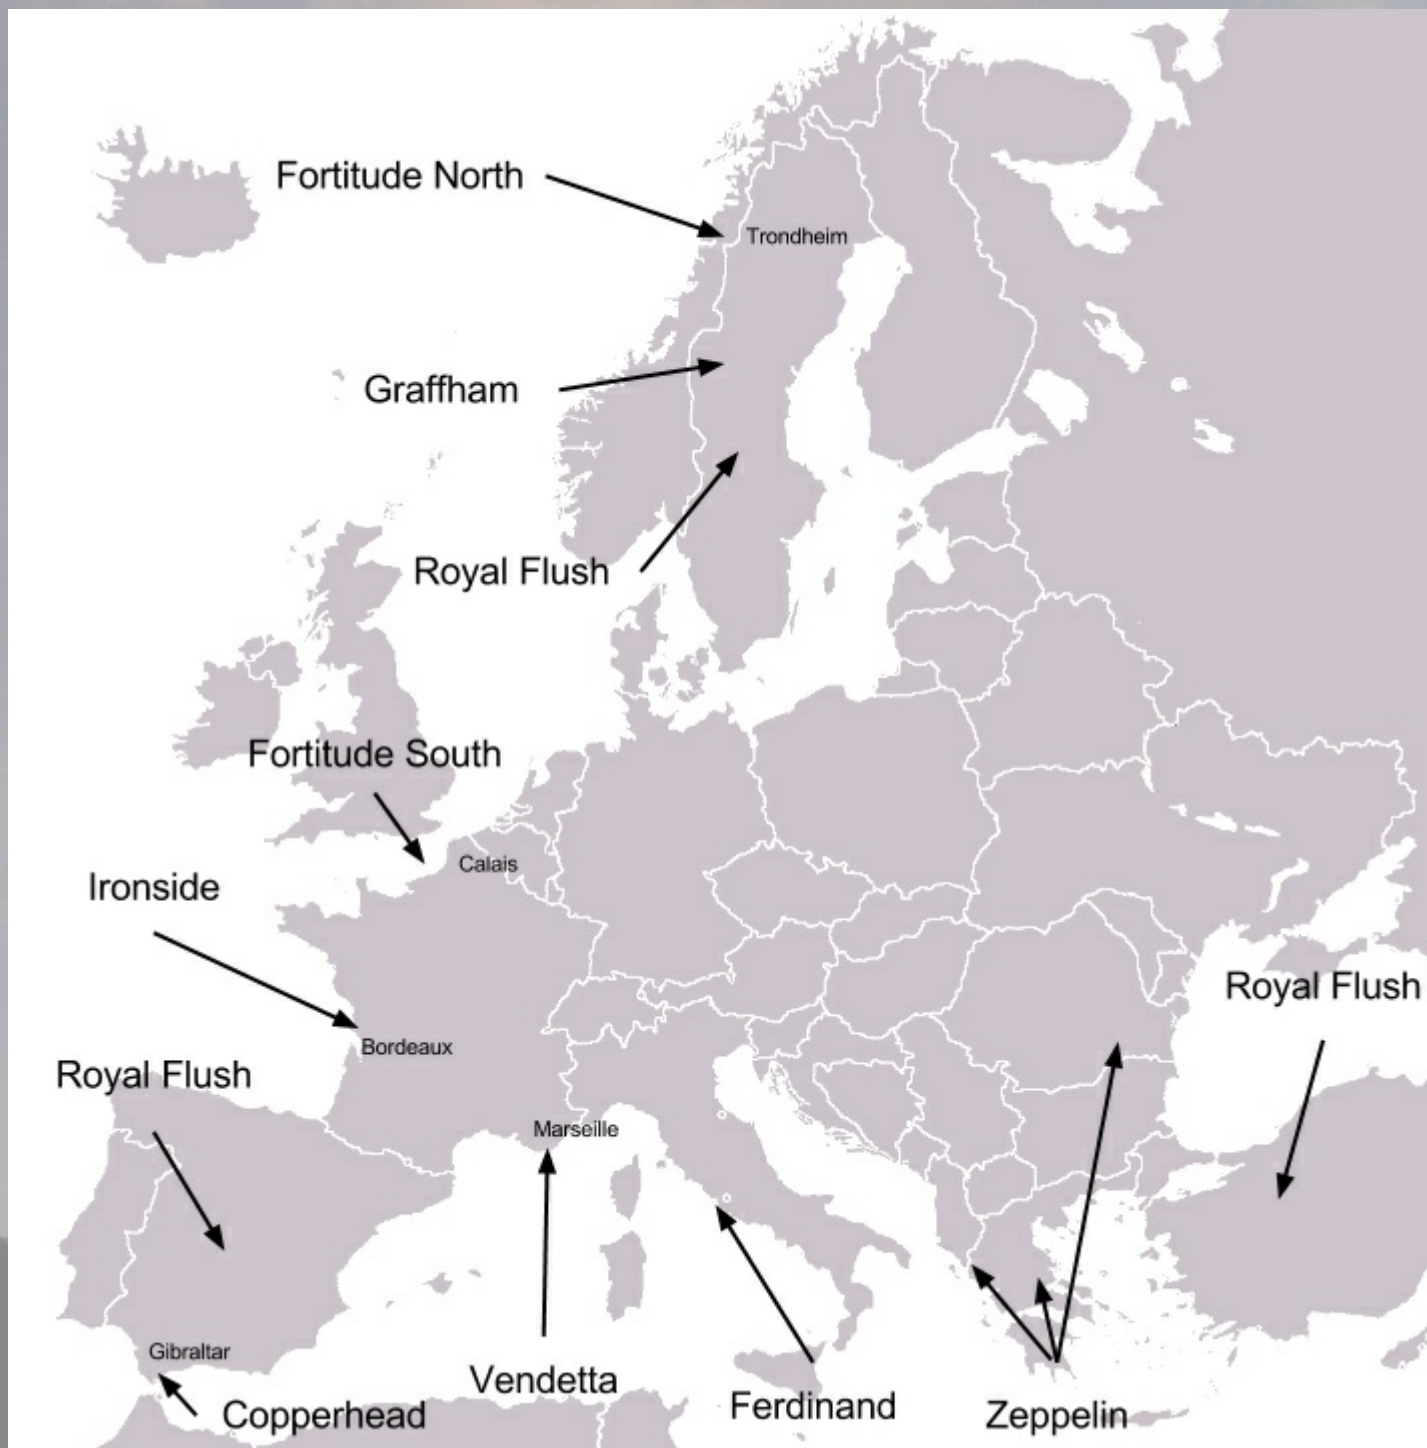 Fortitude North
Trondheim
Graffham
Royal Flush
Fortitude South
Calais
Ironside
Royal Flush
Bordeaux
Royal Flush
Marseille
Gibraltar
Vendetta
Ferdinand
Zeppelin
Copperhead